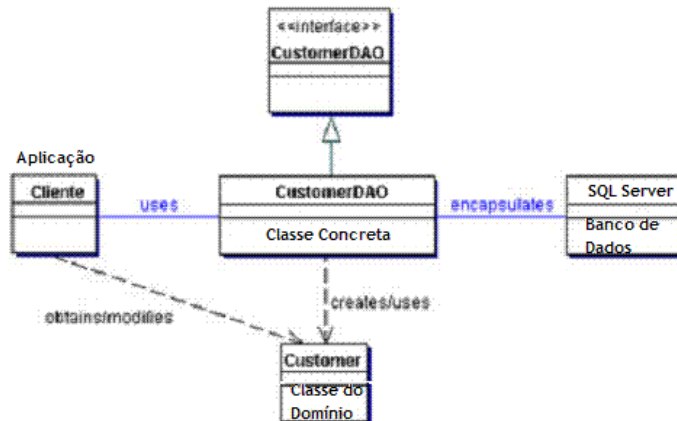 <<interface>>
CustomerDAO
Aplicação
Cliente
uses
CustomerDAO
Classe Concreta
encapsulates
SQL Server
Banco de
Dados
obtains/modifies
creates/uses
Customer
Classe do
Domínio